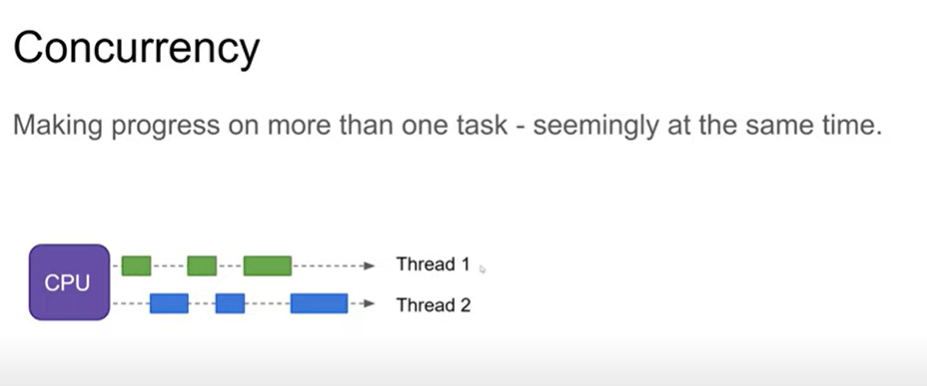 Concurrency
Making progress on more than one task - seemingly at the same time.
CPU
Thread 1
Thread 2